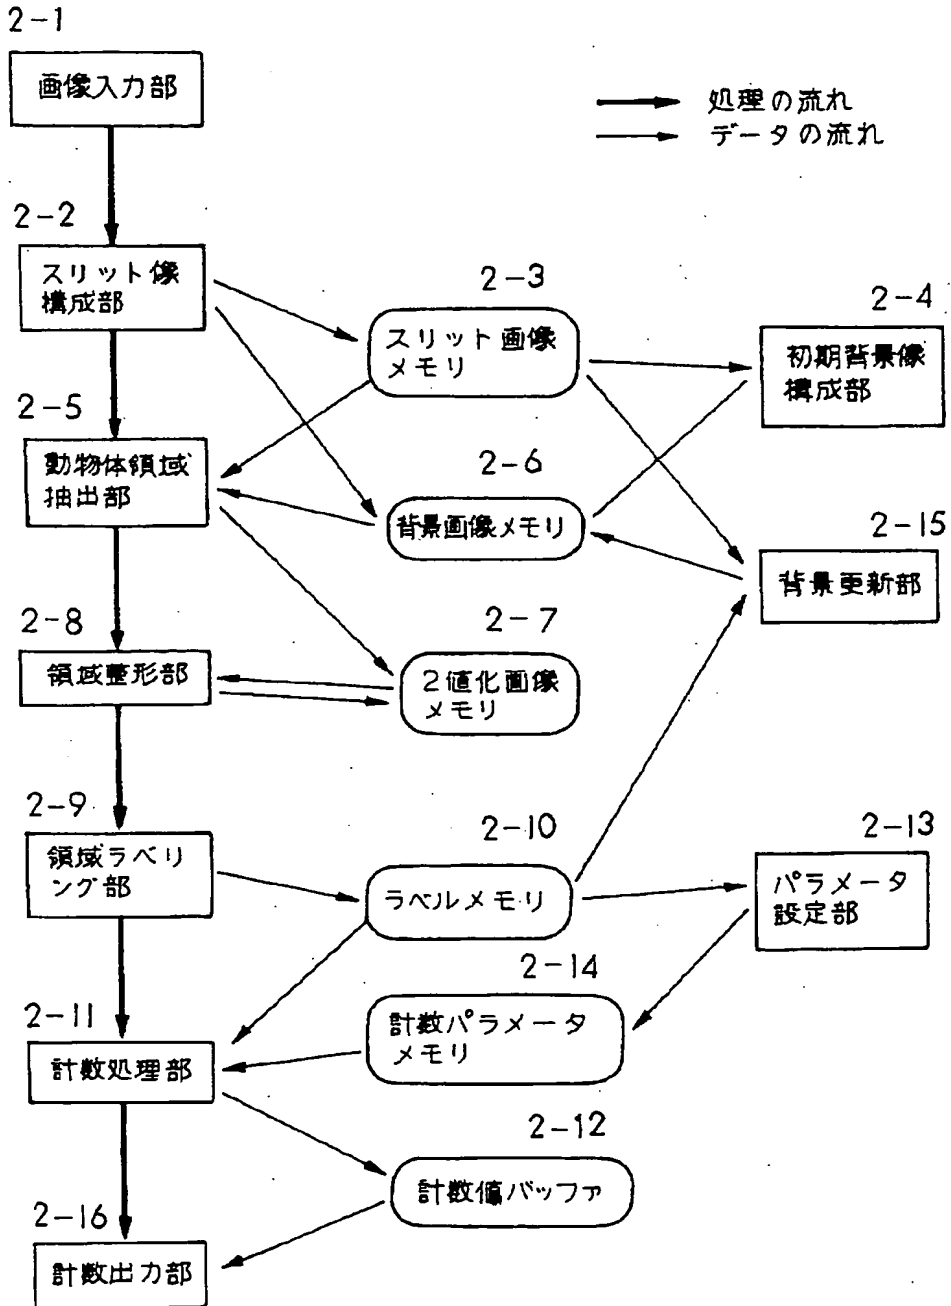 2-1
画像入力部
処理の流れ
データの流れ
2-2
スリット像
構成部
2-3
スリット画像
メモリ
2-4
初期背景像
構成部
2-5
動物体領域
抽出部
2-6
背景画像メモリ
2-15
背景更新部
2-7
2値化画像
メモリ
2-8
領域整形部
2-9
領域ラベリ
ング部
2-10
ラベルメモリ
2-13
パラメータ
設定部
2-14
計数パラメータ
メモリ
2-11
計数処理部
2-12
計数値バッファ
2-16
計数出力部